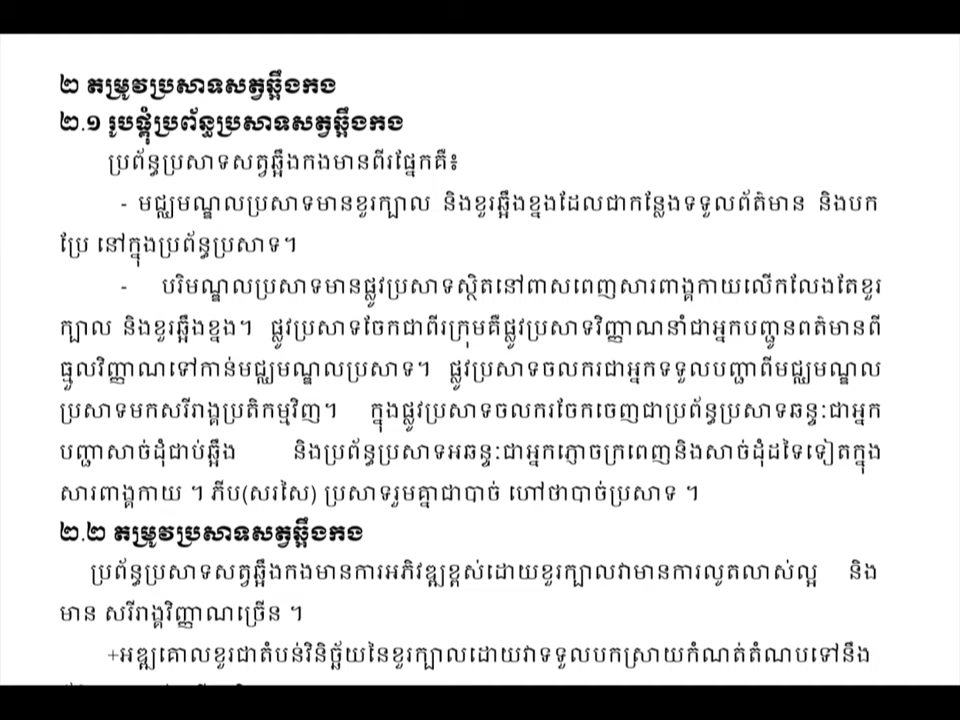 ២ តម្រូវប្រសាទសត្វឆ្អឹងកង
២.១ រូបផ្គុំប្រព័ន្ធប្រសាទសត្វឆ្អឹងកង
ប្រព័ន្ធប្រសាទសត្វឆ្អឹងកងមានពីរផ្នែកគឺ៖
- មជ្ឈមណ្ឌលប្រសាទមានខួរក្បាល និងខួរឆ្អឹងខ្នងដែលជាកន្លែងទទួលព័ត៌មាន និងបក
ប្រែ នៅក្នុងប្រព័ន្ធប្រសាទ។
- បរិមណ្ឌលប្រសាទមានផ្លូវប្រសាទស្ថិតនៅពាសពេញសារពាង្គកាយលើកលែងតែខួរ
ក្បាល និងខួរឆ្អឹងខ្នង។ ផ្លូវប្រសាទចែកជាពីរក្រុមគឺផ្លូវប្រសាទវិញ្ញាណនាំជាអ្នកបញ្ជូនពត៌មានពី
ធ្មួលវិញ្ញាណទៅកាន់មជ្ឈមណ្ឌលប្រសាទ។ ផ្លូវប្រសាទចលករជាអ្នកទទួលបញ្ជាពីមជ្ឈមណ្ឌល
ប្រសាទមកសរីរាង្គប្រតិកម្មវិញ។ ក្នុងផ្លូវប្រសាទចលករចែកចេញជាប្រព័ន្ធប្រសាទឆន្ទៈជាអ្នក
បញ្ជាសាច់ដុំជាប់ឆ្អឹង និងប្រព័ន្ធប្រសាទអឆន្ទៈជាអ្នកភ្ញោចក្រពេញនិងសាច់ដុំដទៃទៀតក្នុង
សារពាង្គកាយ ។ ភីប(សរសៃ) ប្រសាទរួមគ្នាជាបាច់ ហៅថាបាច់ប្រសាទ ។
២.២ តម្រូវប្រសាទសត្វឆ្អឹងកង
ប្រព័ន្ធប្រសាទសត្វឆ្អឹងកងមានការអភិវឌ្ឍខ្ពស់ដោយខួរក្បាលវាមានការលូតលាស់ល្អ និង
មាន សរីរាង្គវិញ្ញាណច្រើន ។
+អឌ្ឍគោលខួរជាតំបន់វិនិច្ឆ័យនៃខួរក្បាលដោយវាទទួលបកស្រាយកំណត់តំណបទៅនឹង